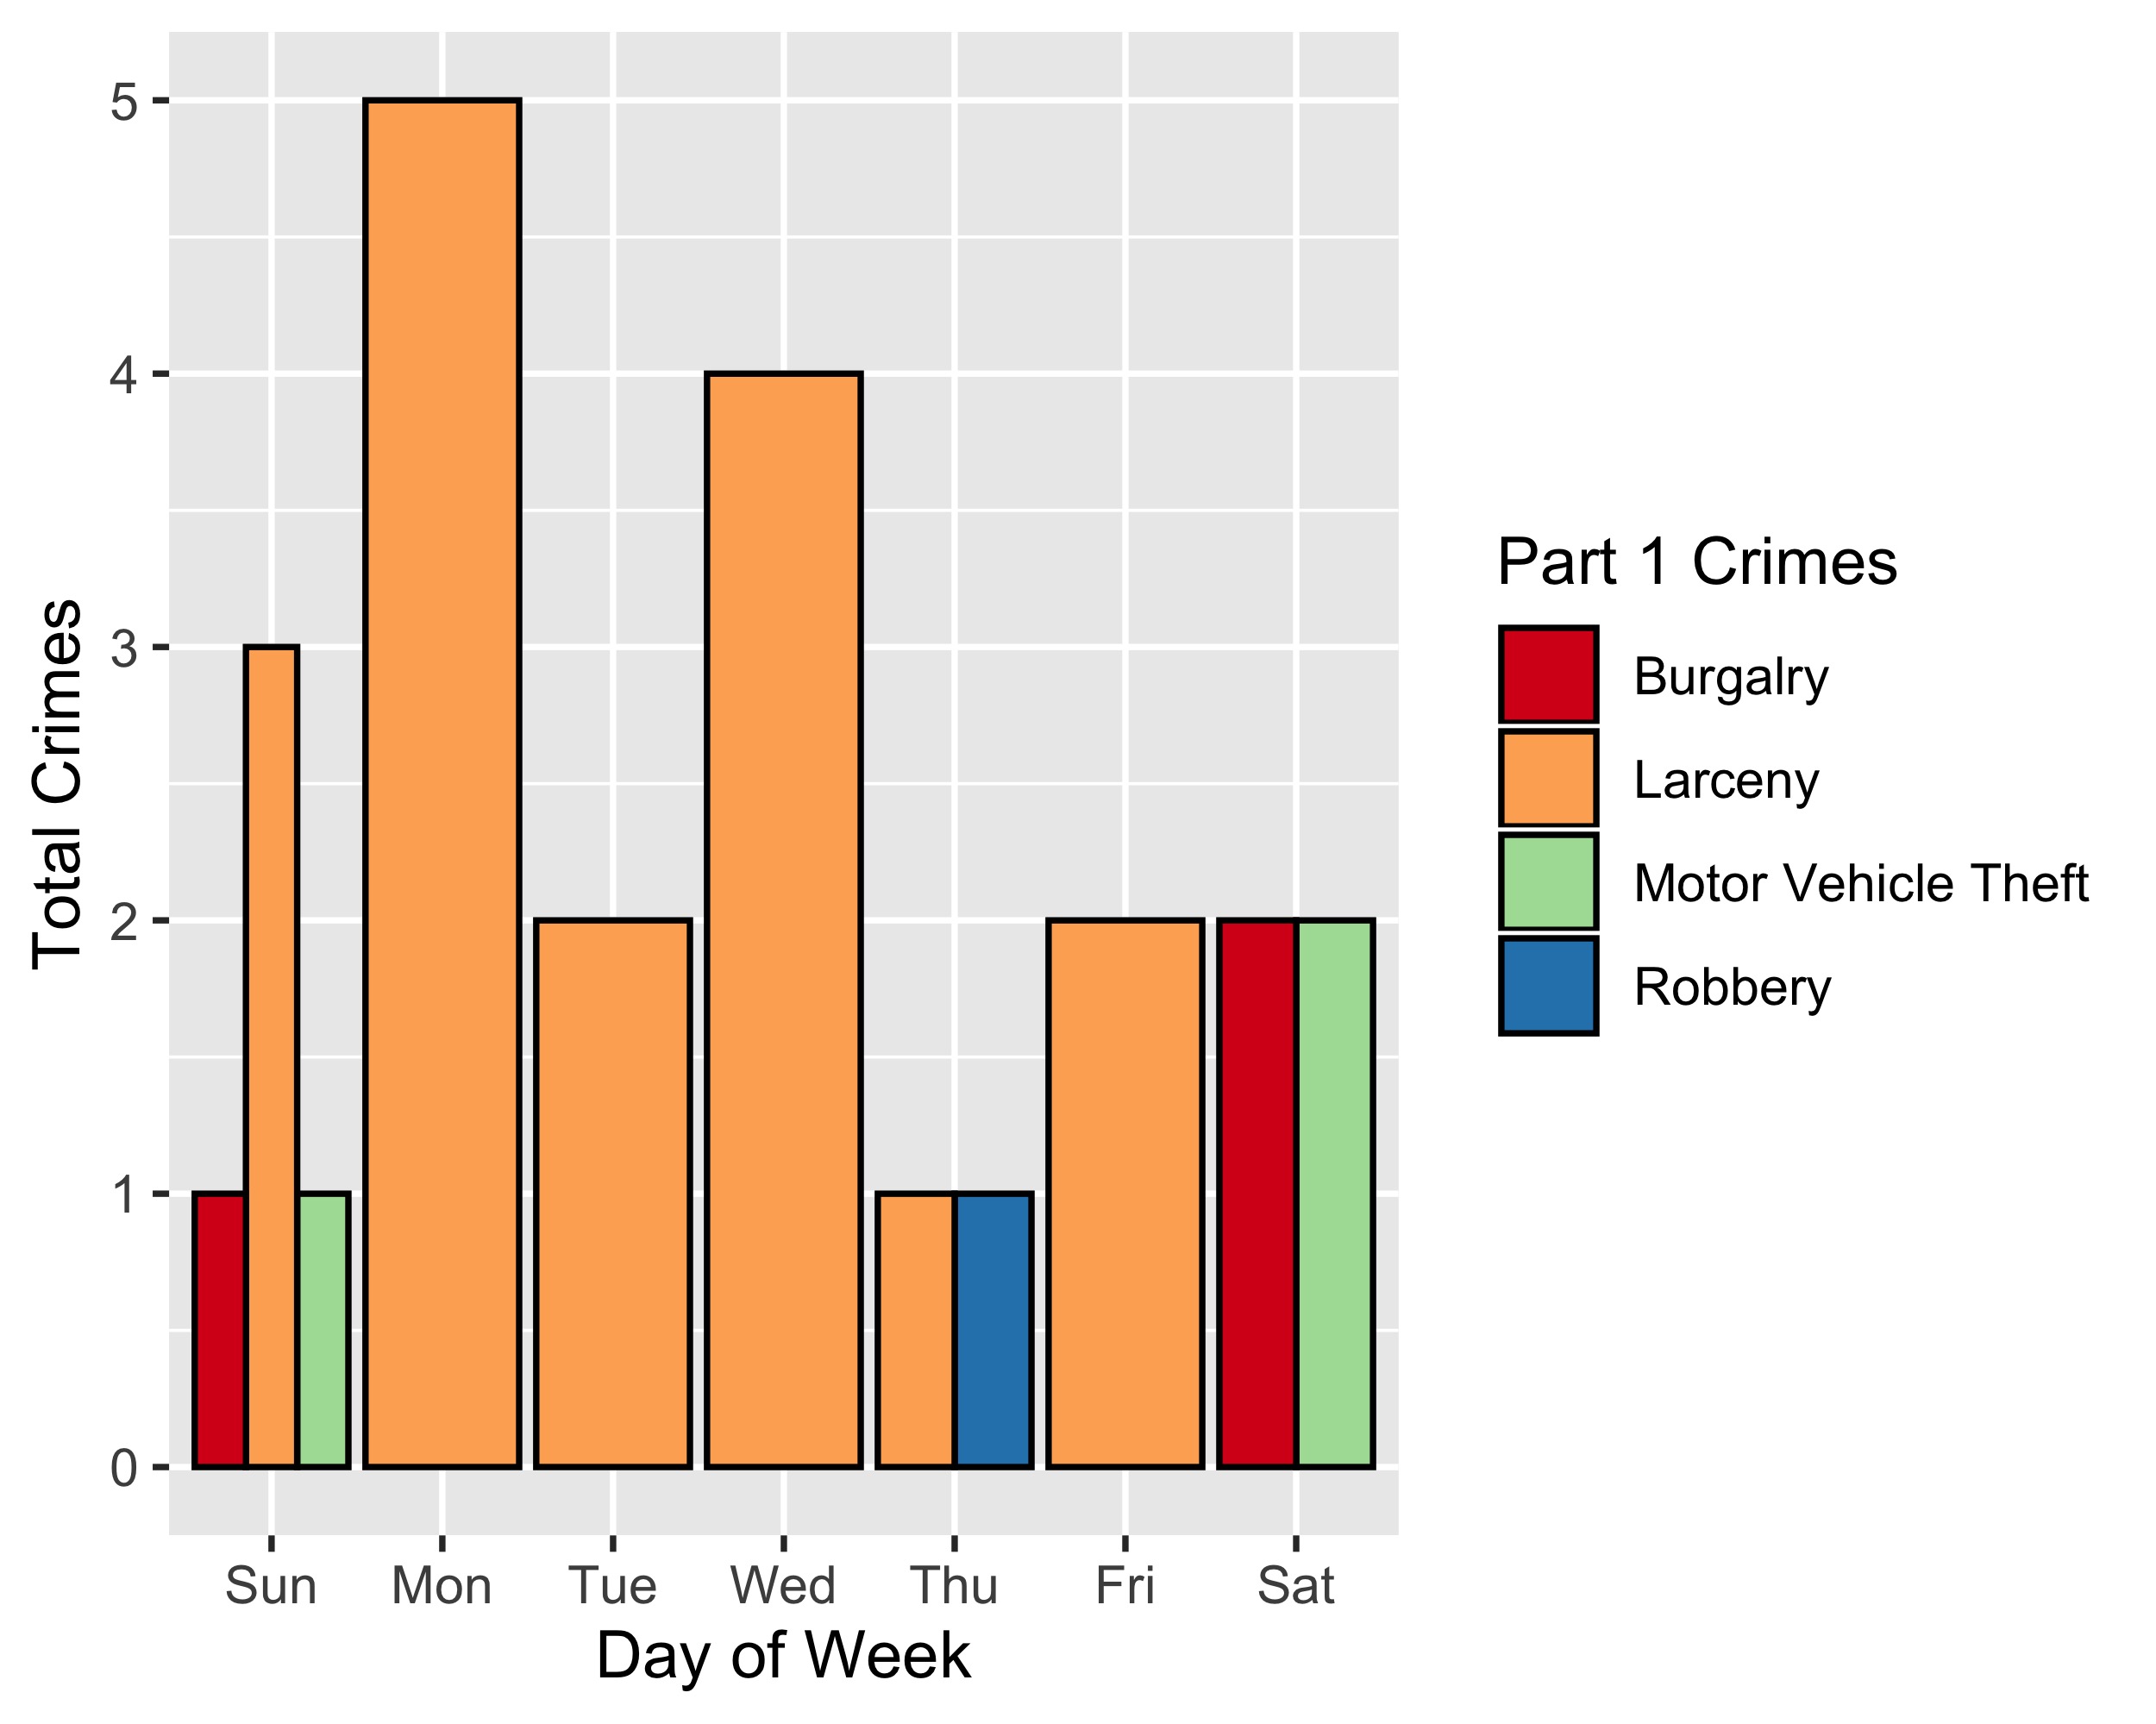 5
4
3
2
1
0
Total Crimes
Sun Mon Tue Wed Thu Fri Sat
Day of Week
Part 1 Crimes
Burgalry
Larceny
Motor Vehicle Theft
Robbery